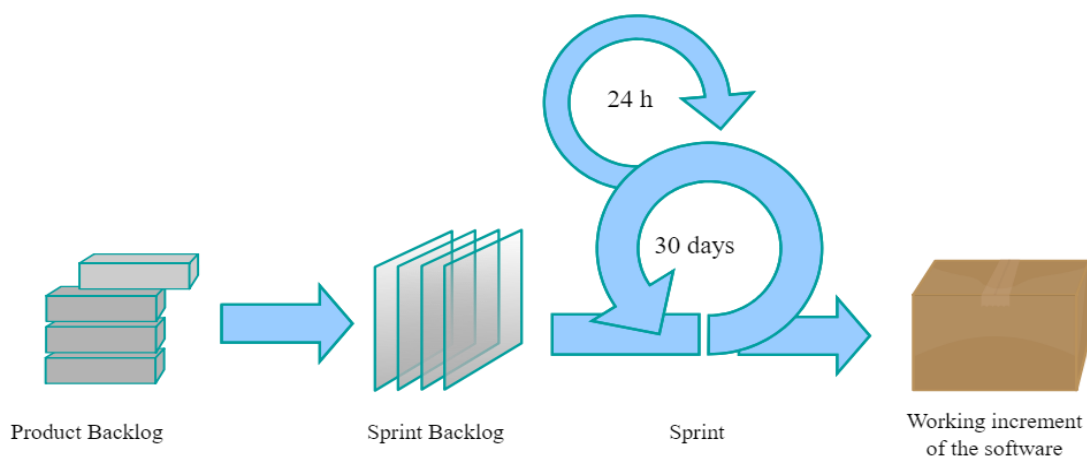 24 h
30 days
Product Backlog
Sprint Backlog
Sprint
Working increment
of the software